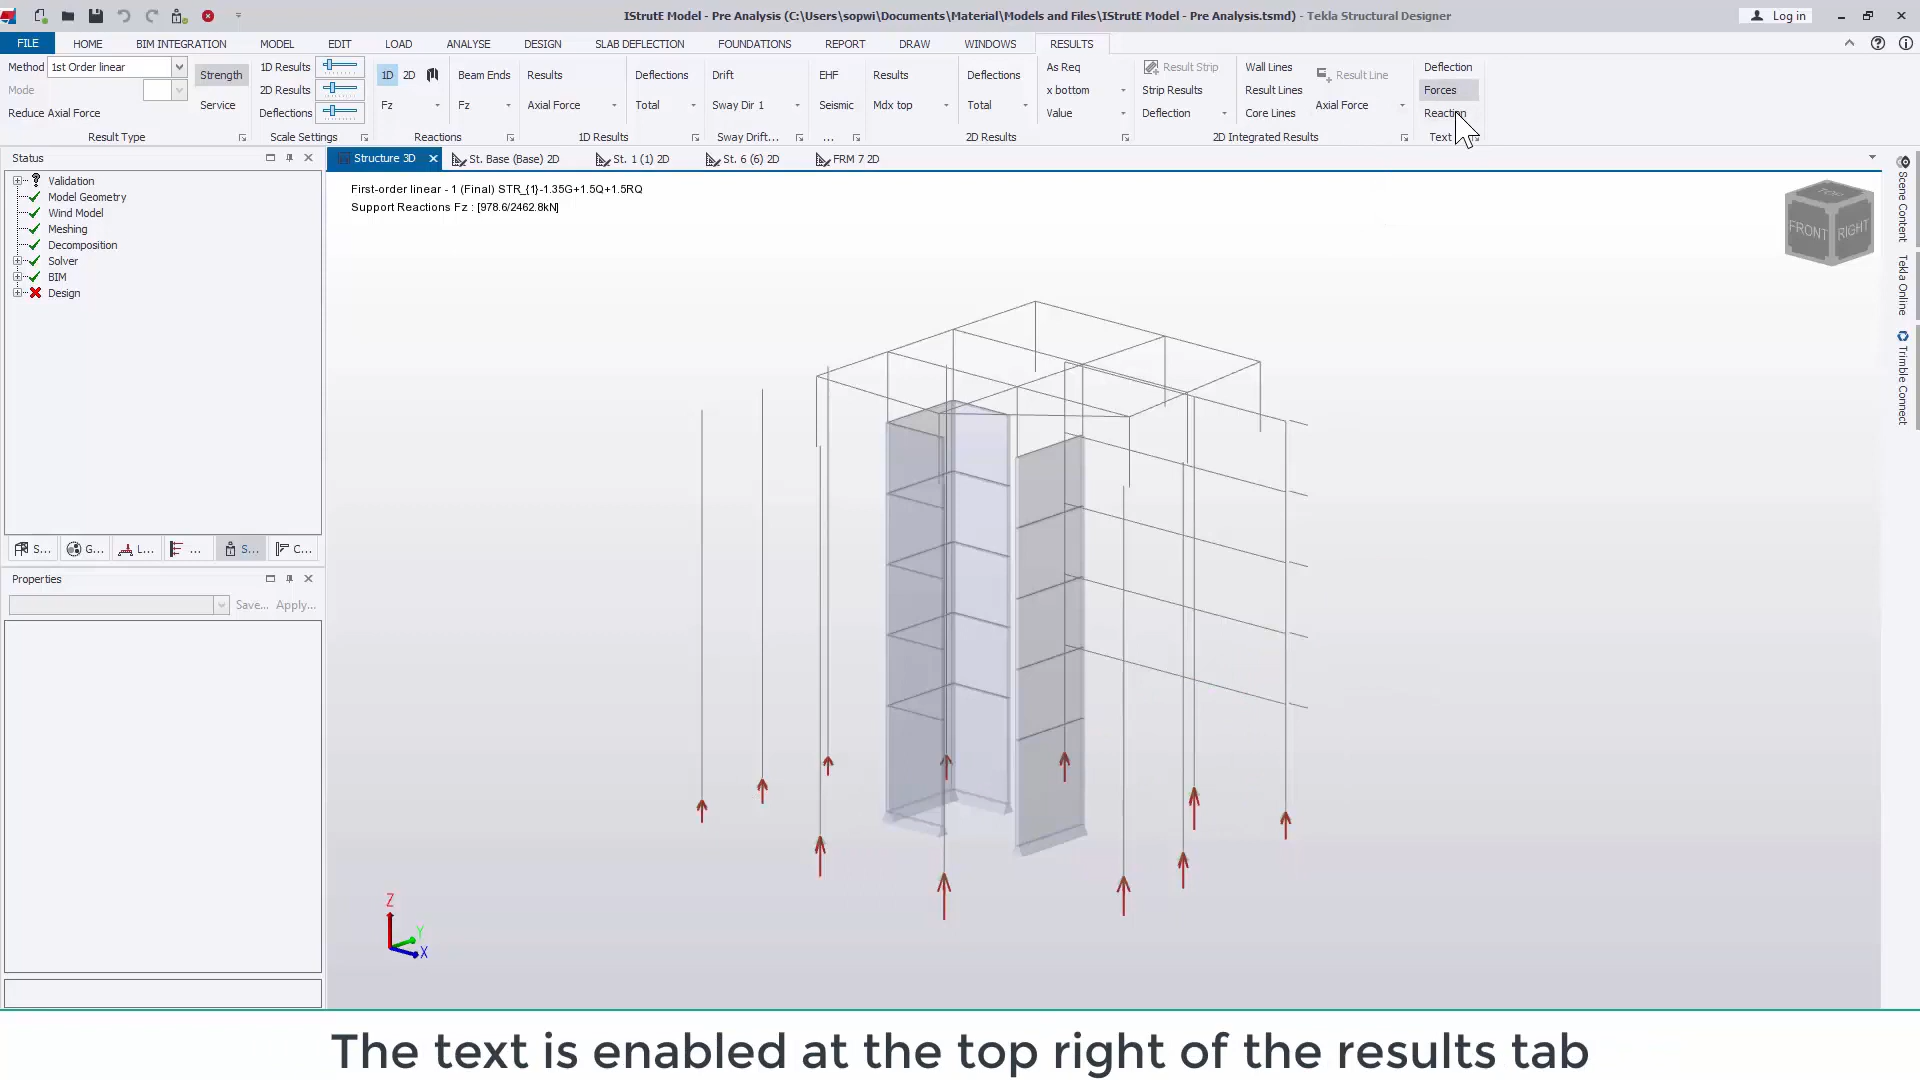 IStrutE Model - Pre Analysis (C:\Users\sopwi\Documents\Material\Models and Files\IStrutE Model - Pre Analysis.tsmd) - Tekla Structural Designer
Log in
FILE HOME BIM INTEGRATION MODEL EDIT LOAD ANALYSE DESIGN SLAB DEFLECTION FOUNDATIONS REPORT DRAW WINDOWS RESULTS
Method 1st Order linear
Mode
Reduce Axial Force
Strength
Service
Result Type
1D Results
2D Results
Deflections
Scale Settings
1D 2D
Fz
Reactions
Beam Ends
Fz
Results
Axial Force
Deflections
Total
1D Results
Drift
Sway Dir 1
Sway Drift...
EHF
Seismic
...
Results
Mdx top
Deflections
Total
As Req
x bottom
Value
2D Results
Result Strip
Strip Results
Deflection
Wall Lines
Result Lines
Core Lines
Result Line
Axial Force
2D Integrated Results
Deflection
Forces
Reaction
Text
Status
Validation
Model Geometry
Wind Model
Meshing
Decomposition
Solver
BIM
Design
S... G... L... ... S... C...
Properties
Save... Apply...
Structure 3D St. Base (Base) 2D St. 1 (1) 2D St. 6 (6) 2D FRM 7 2D
First-order linear - 1 (Final) STR_{1}-1.35G+1.5Q+1.5RQ
Support Reactions Fz : [978.6/2462.8kN]
TOP
FRONT
RIGHT
Scene Content
Tekla Online
Trimble Connect
Z
Y
X
The text is enabled at the top right of the results tab